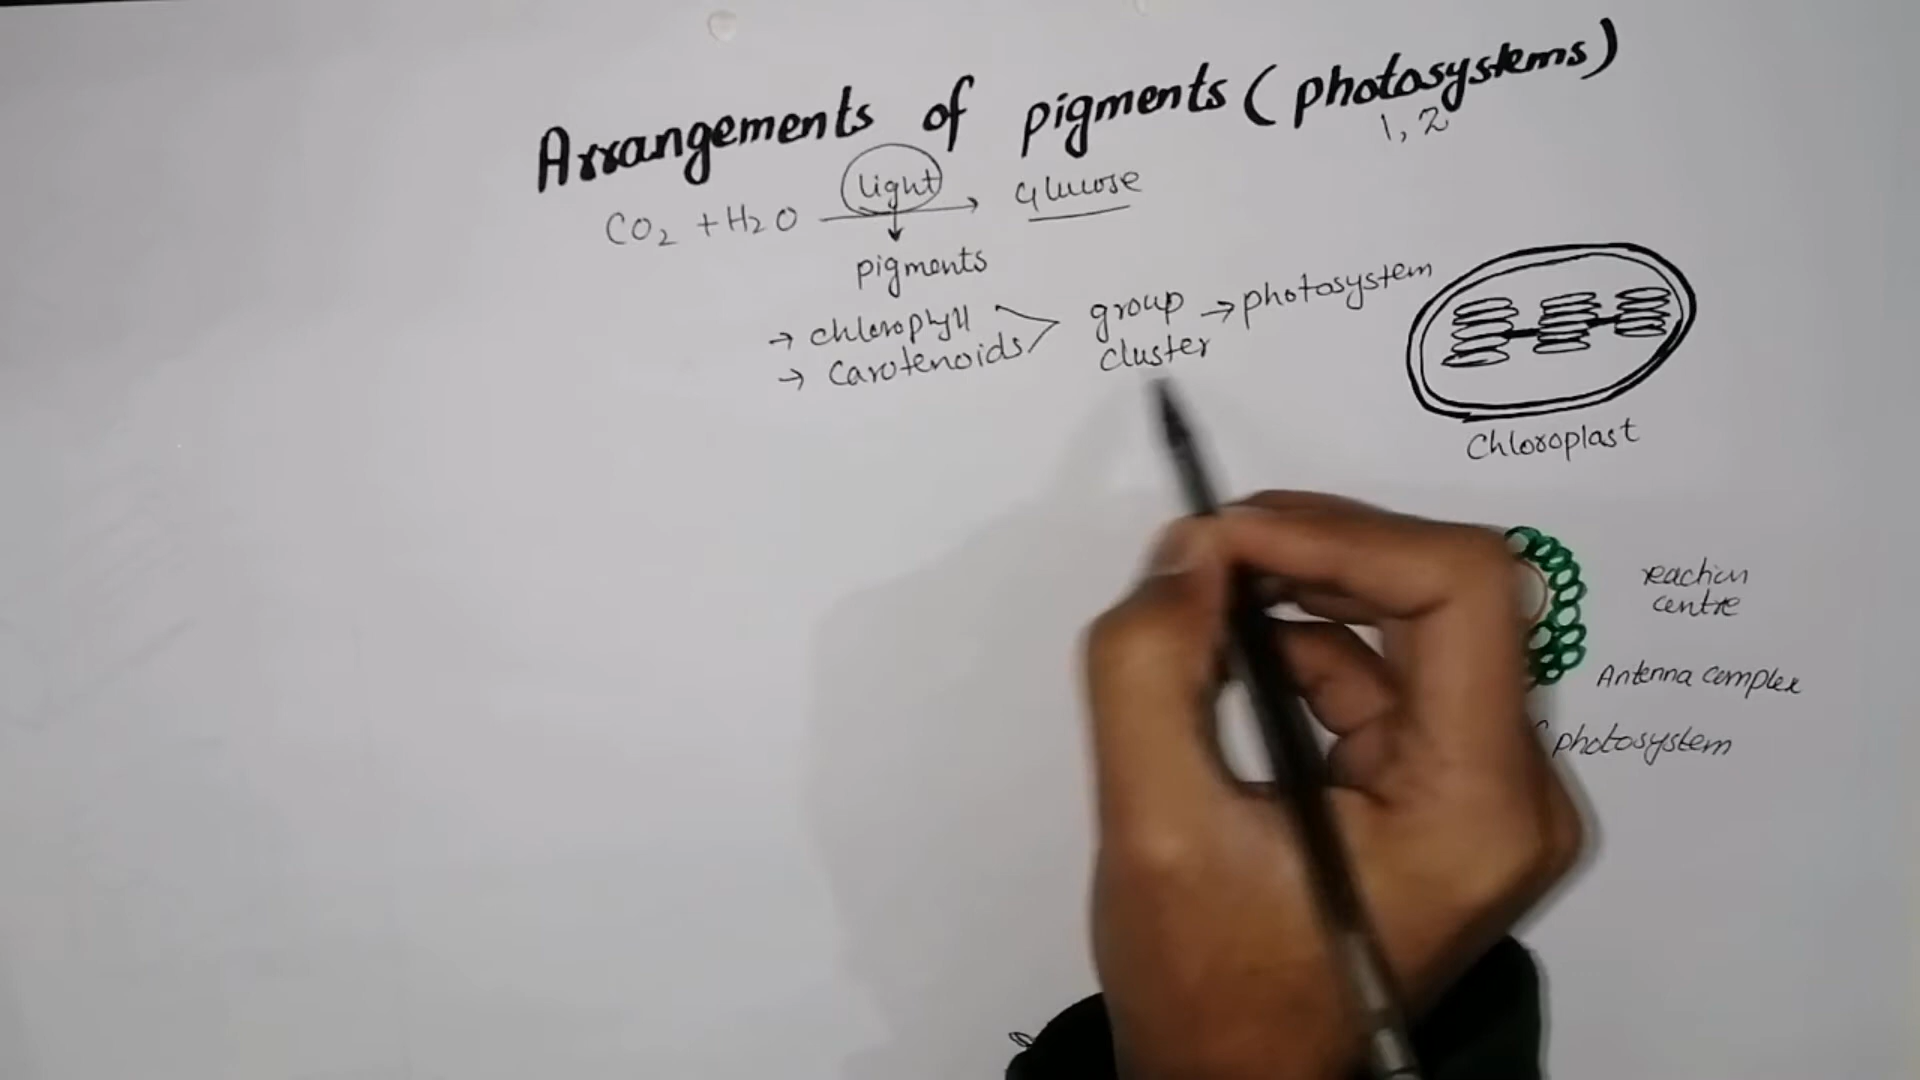 Arrangements of pigments (photosystems)
1, 2
CO2 + H2O light → Glucose
pigments
→ chlorophyll
→ carotenoids
group → photosystem
cluster
Chloroplast
reaction
centre
Antenna complex
photosystem